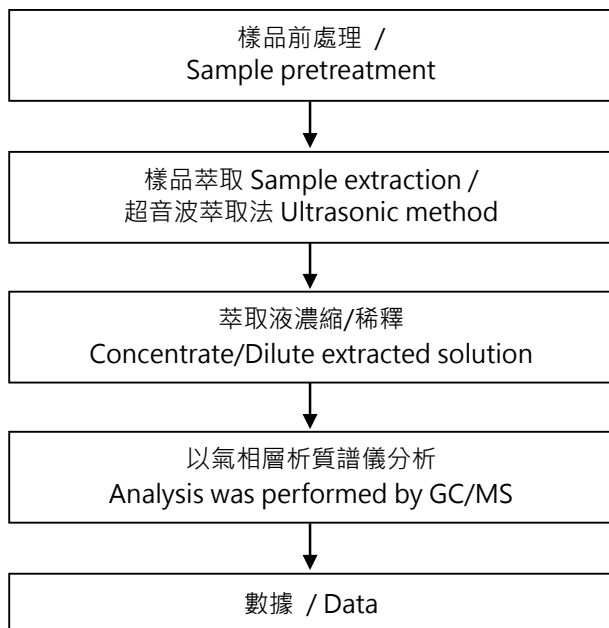 樣品前處理 /
Sample pretreatment
樣品萃取 Sample extraction /
超音波萃取法 Ultrasonic method
萃取液濃縮/稀釋
Concentrate/Dilute extracted solution
以氣相層析質譜儀分析
Analysis was performed by GC/MS
數據 / Data